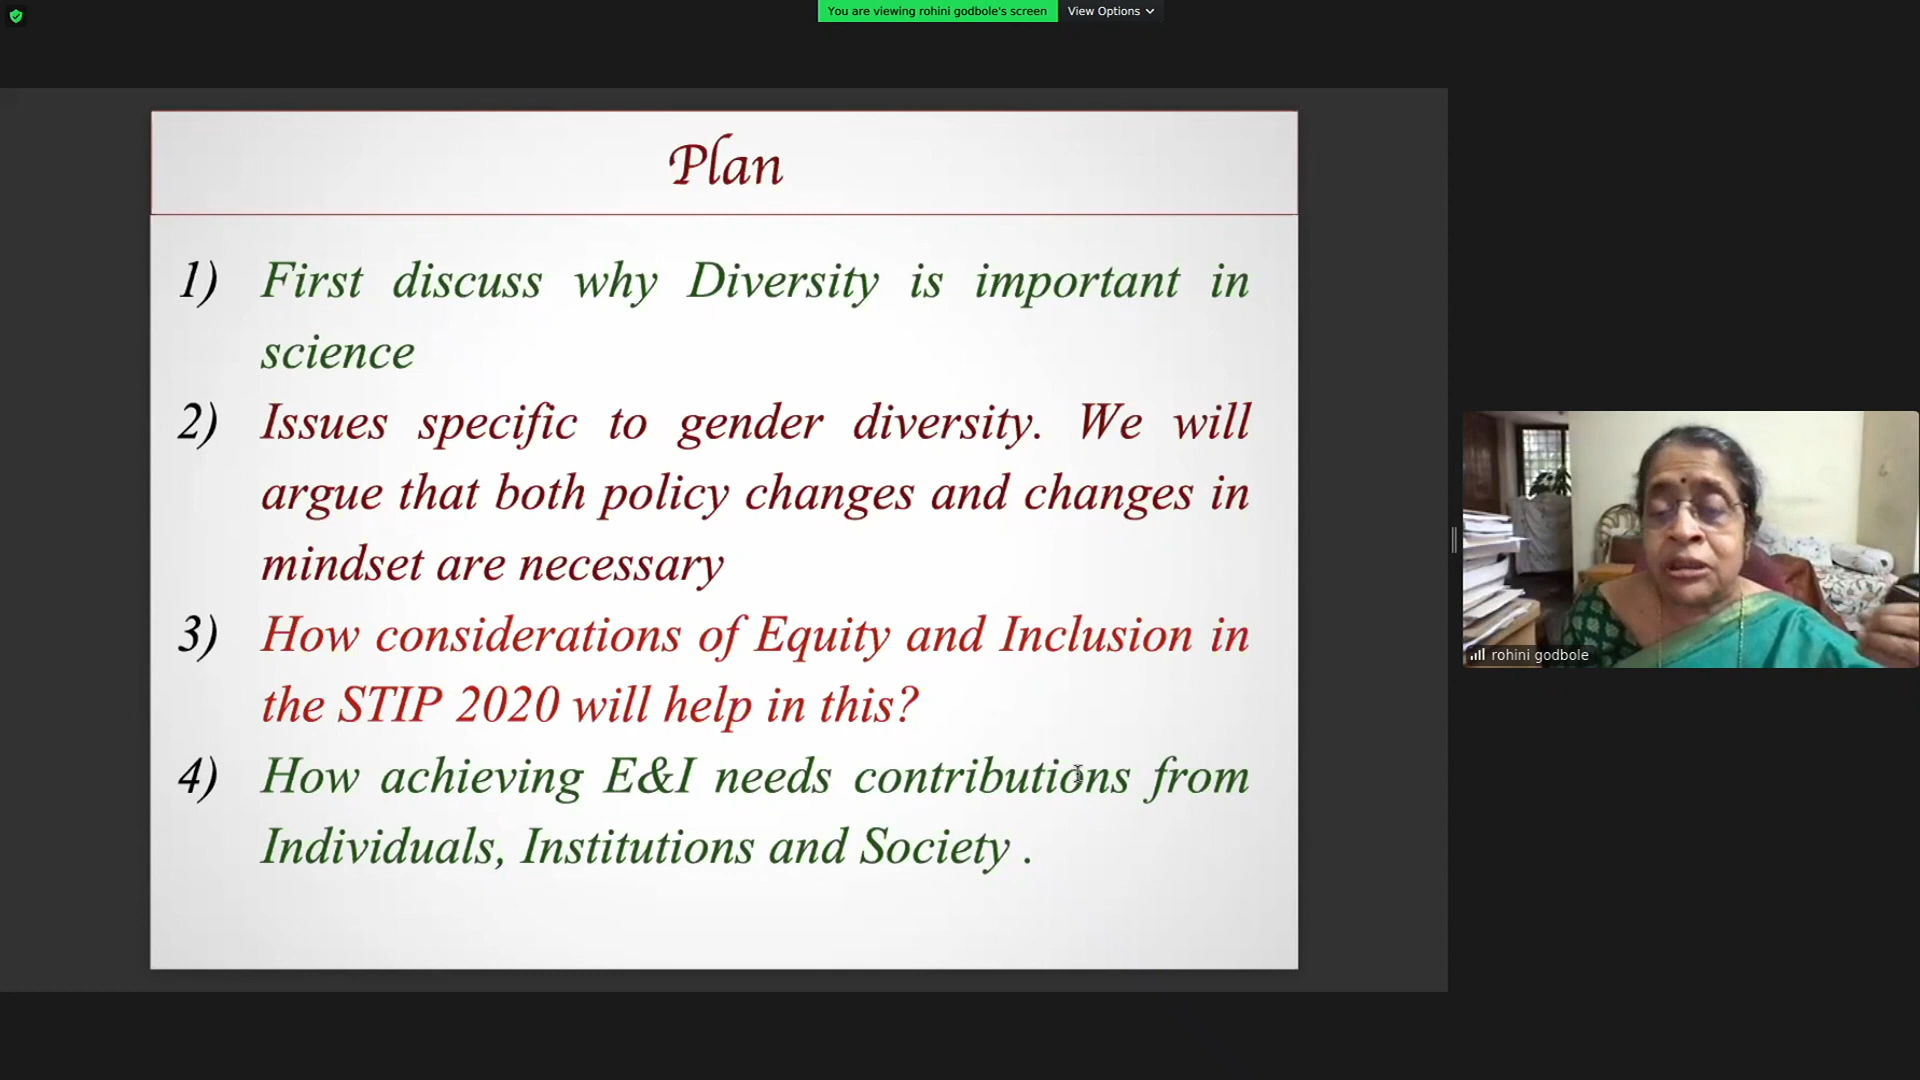 You are viewing rohini godbole's screen View Options
Plan
1) First discuss why Diversity is important in
science
2) Issues specific to gender diversity. We will
argue that both policy changes and changes in
mindset are necessary
3) How considerations of Equity and Inclusion in
the STIP 2020 will help in this?
4) How achieving E&I needs contributions from
Individuals, Institutions and Society .
rohini godbole